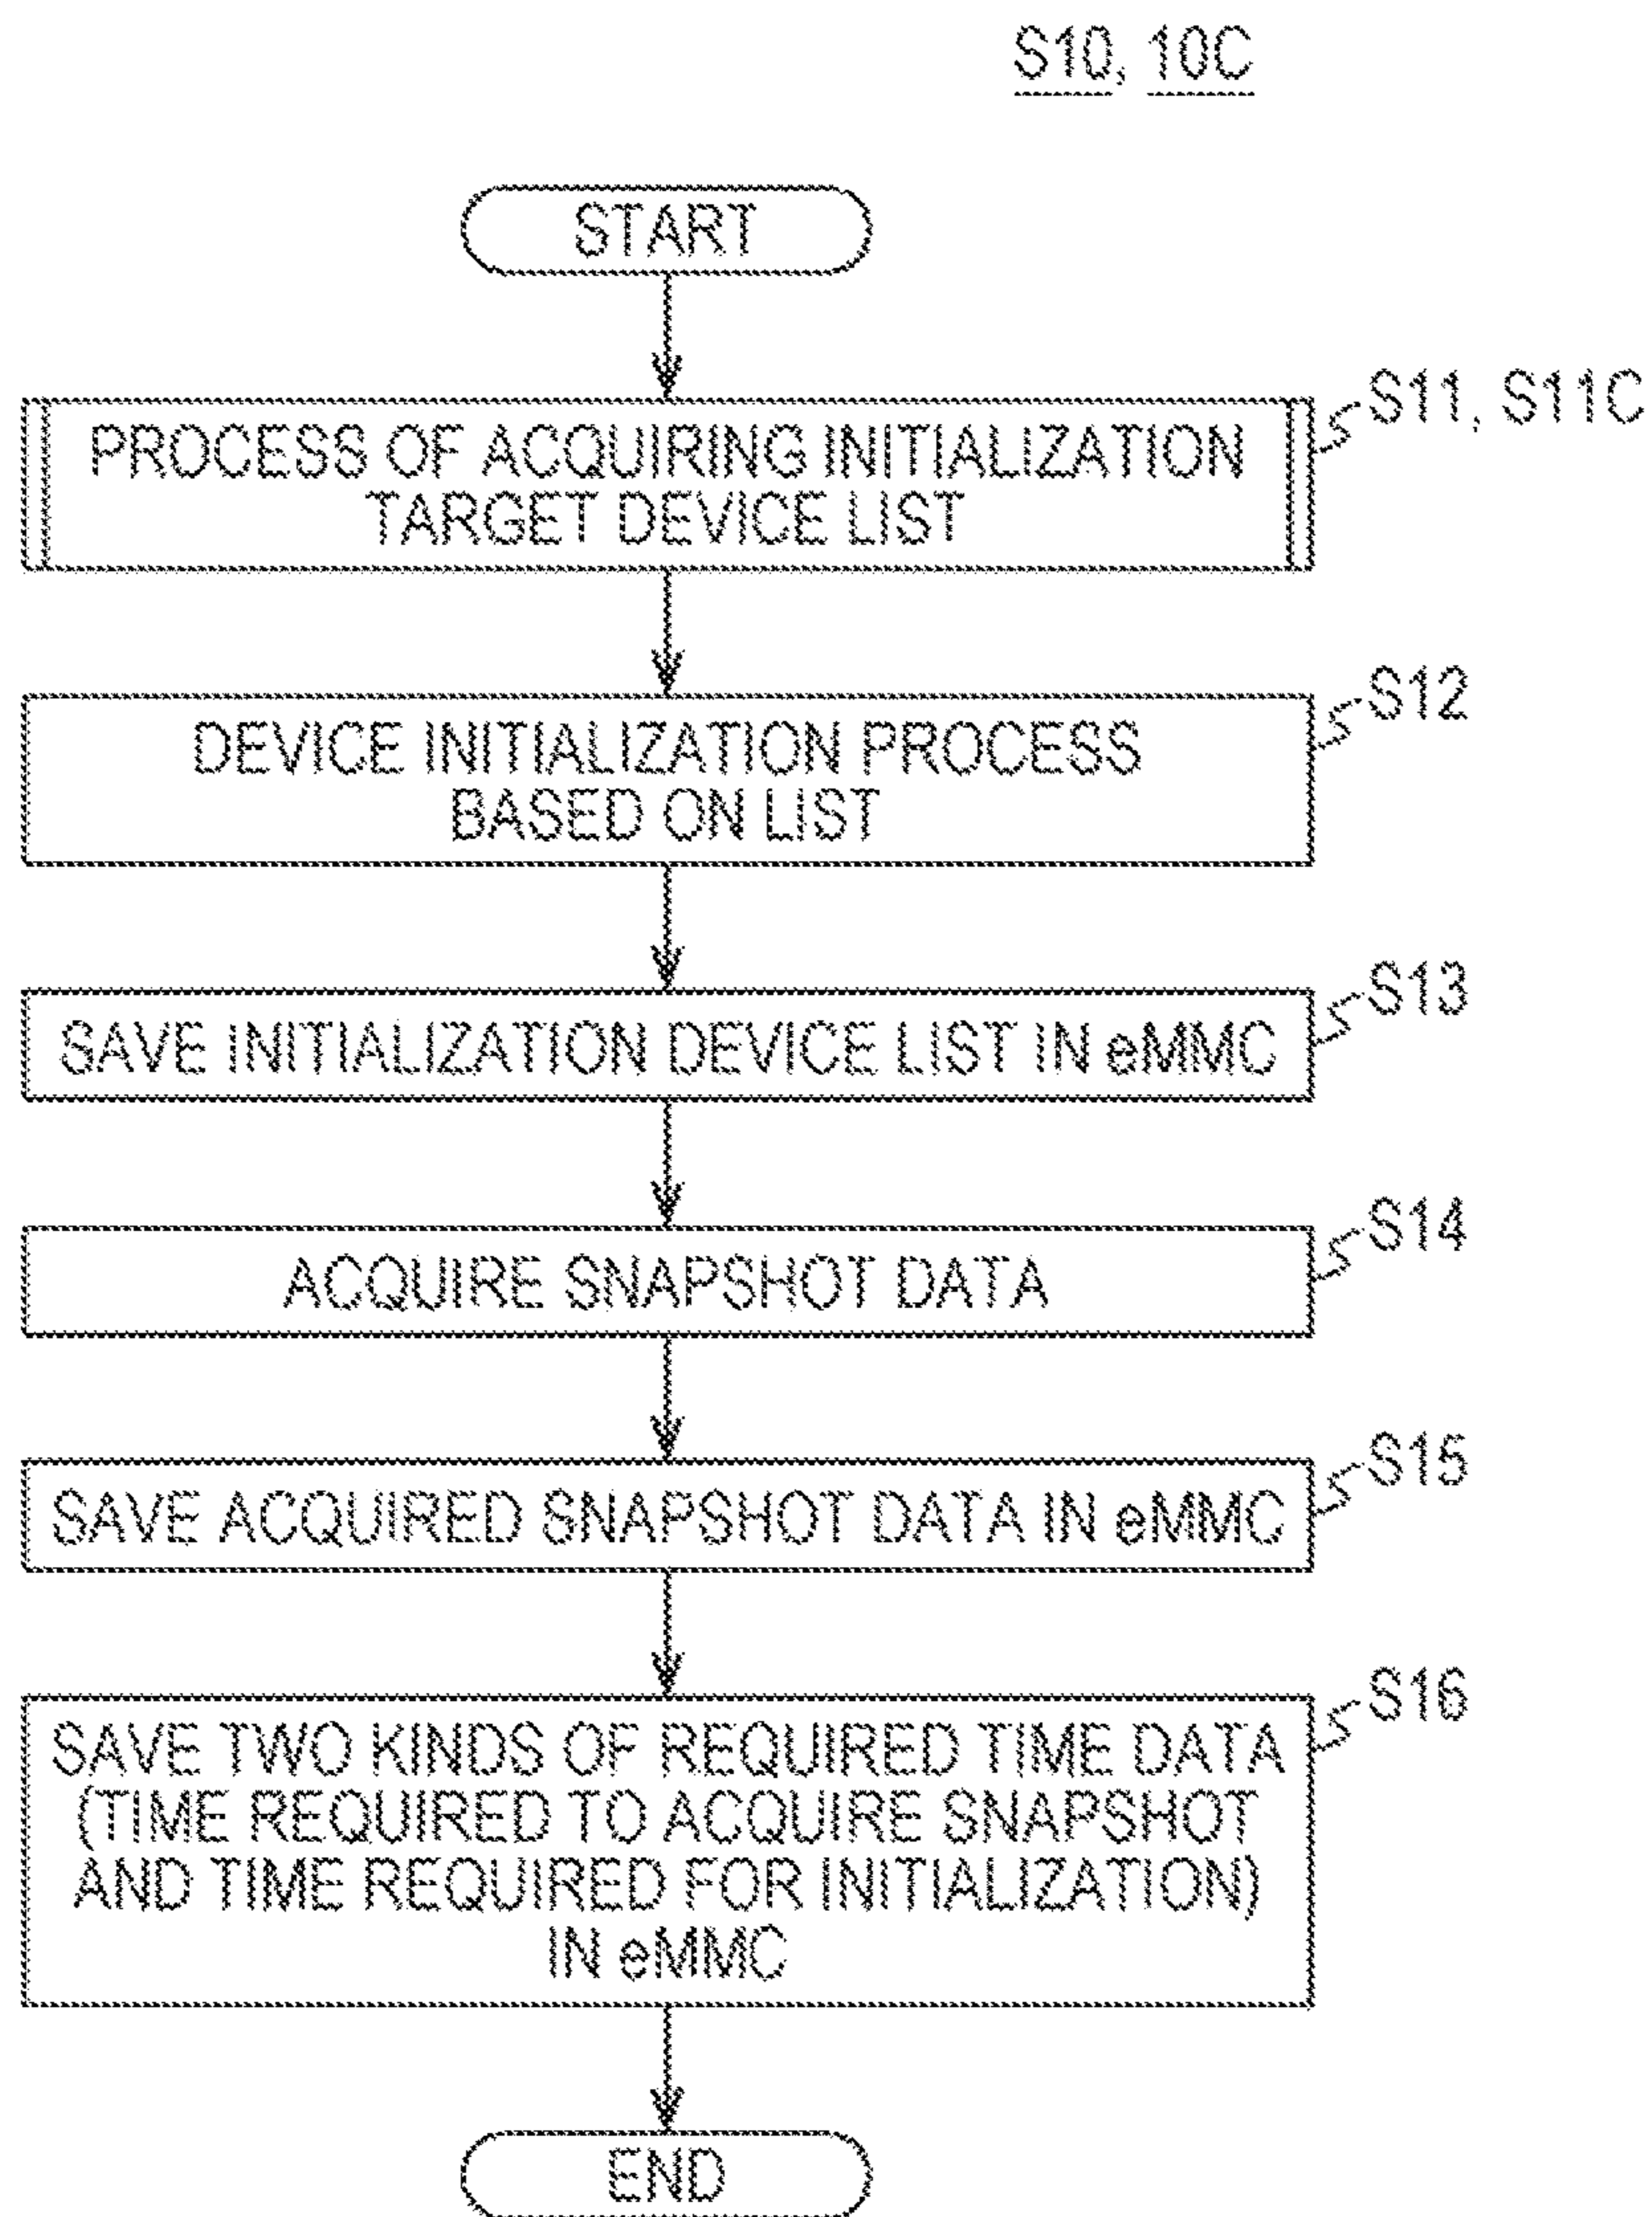 S10, 10C
START
PROCESS OF ACQUIRING INITIALIZATION
TARGET DEVICE LIST
S11, S11C
DEVICE INITIALIZATION PROCESS
BASED ON LIST
S12
SAVE INITIALIZATION DEVICE LIST IN eMMC
S13
ACQUIRE SNAPSHOT DATA
S14
SAVE ACQUIRED SNAPSHOT DATA IN eMMC
S15
SAVE TWO KINDS OF REQUIRED TIME DATA
(TIME REQUIRED TO ACQUIRE SNAPSHOT
AND TIME REQUIRED FOR INITIALIZATION)
IN eMMC
S16
END